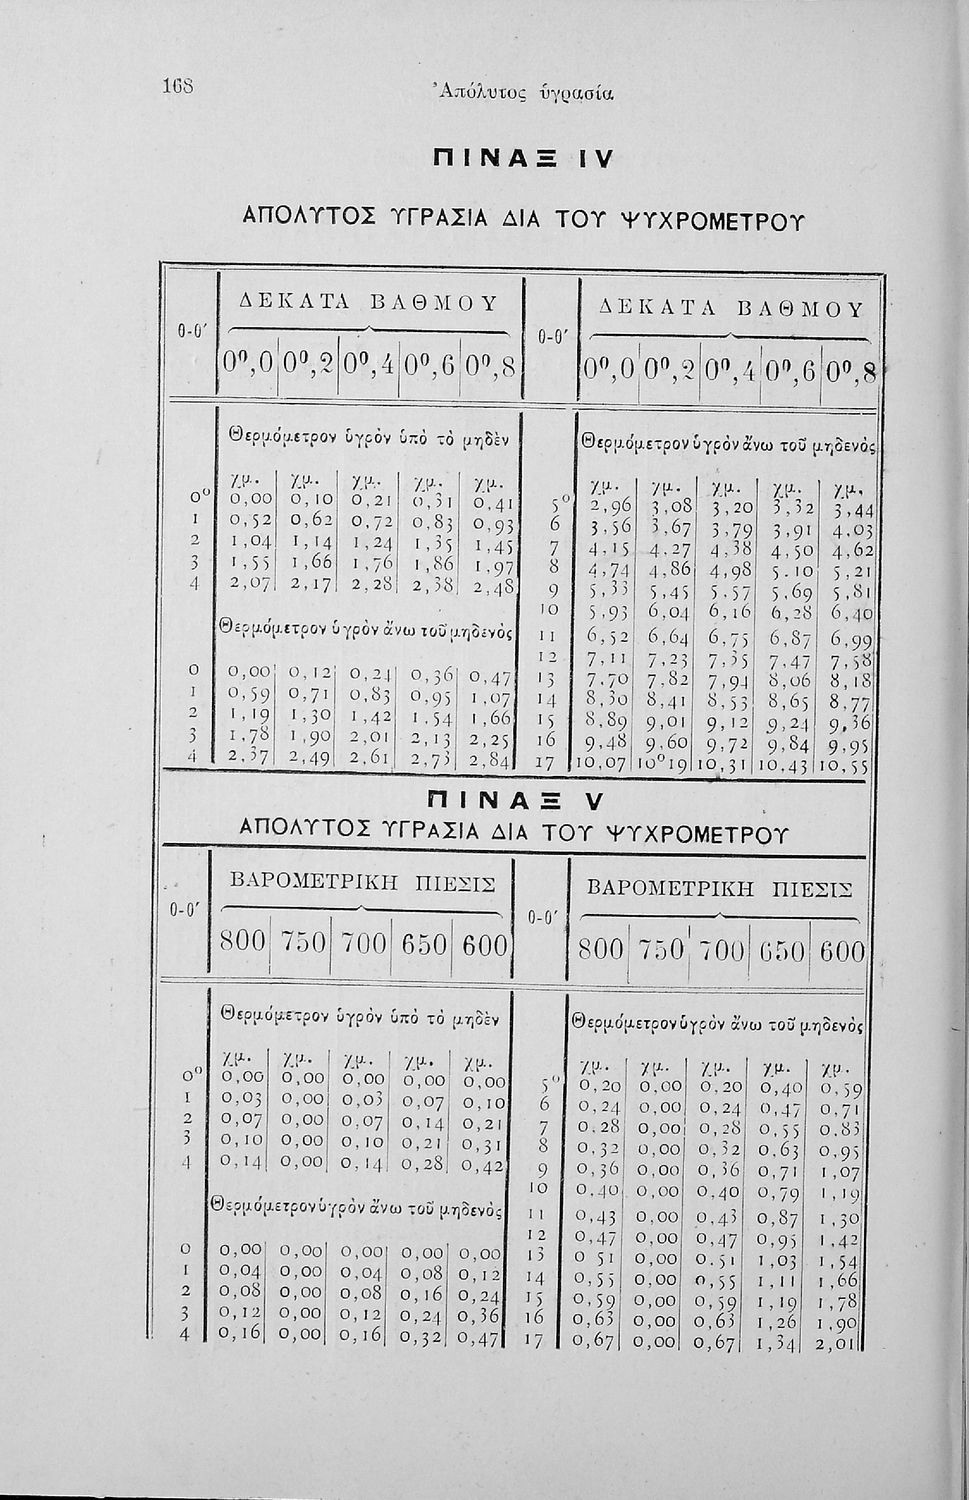 168
Ἀπόλυτος ὑγρασία
ΠΙΝΑΞ IV
ΑΠΟΛΥΤΟΣ ΥΓΡΑΣΙΑ ΔΙΑ ΤΟΥ ΨΥΧΡΟΜΕΤΡΟΥ
θ-θ′ ΔΕΚΑΤΑ ΒΑΘΜΟΥ
0⁰,0 0⁰,2 0⁰,4 0⁰,6 0⁰,8
Θερμόμετρον ὑγρὸν ὑπὸ τὸ μηδὲν
χμ. χμ. χμ. χμ. χμ.
0⁰ 0,00 0,10 0,21 0,31 0,41
1 0,52 0,62 0,72 0,83 0,93
2 1,04 1,14 1,24 1,35 1,45
3 1,55 1,66 1,76 1,86 1,97
4 2,07 2,17 2,28 2,38 2,48
Θερμόμετρον ὑγρὸν ἄνω τοῦ μηδενός
0 0,00 0,12 0,24 0,36 0,47
1 0,59 0,71 0,83 0,95 1,07
2 1,19 1,30 1,42 1.54 1,66
3 1,78 1,90 2,01 2,13 2,25
4 2,37 2,49 2,61 2,73 2,84
θ-θ′ ΔΕΚΑΤΑ ΒΑΘΜΟΥ
0⁰,0 0⁰,2 0⁰,4 0⁰,6 0⁰,8
Θερμόμετρον ὑγρὸν ἄνω τοῦ μηδενός
χμ. χμ. χμ. χμ. χμ.
5⁰ 2,96 3,08 3,20 3,32 3,44
6 3,56 3,67 3,79 3,91 4,03
7 4,15 4,27 4,38 4,50 4,62
8 4,74 4,86 4,98 5.10 5,21
9 5,33 5,45 5.57 5,69 5,81
10 5,93 6,04 6,16 6,28 6,40
11 6,52 6,64 6,75 6,87 6,99
12 7,11 7,23 7,35 7,47 7,58
13 7,70 7,82 7,94 8,06 8,18
14 8,30 8,41 8,53 8,65 8,77
15 8,89 9,01 9,12 9,24 9,36
16 9,48 9,60 9,72 9,84 9,95
17 10,07 10⁰19 10,31 10,43 10,55
ΠΙΝΑΞ V
ΑΠΟΛΥΤΟΣ ΥΓΡΑΣΙΑ ΔΙΑ ΤΟΥ ΨΥΧΡΟΜΕΤΡΟΥ
θ-θ′ ΒΑΡΟΜΕΤΡΙΚΗ ΠΙΕΣΙΣ
800 750 700 650 600
Θερμόμετρον ὑγρὸν ὑπὸ τὸ μηδὲν
χμ. χμ. χμ. χμ. χμ.
0⁰ 0,00 0,00 0,00 0,00 0,00
1 0,03 0,00 0,03 0,07 0,10
2 0,07 0,00 0,07 0,14 0,21
3 0,10 0,00 0,10 0,21 0,31
4 0,14 0,00 0,14 0,28 0,42
Θερμόμετρον ὑγρὸν ἄνω τοῦ μηδενός
0 0,00 0,00 0,00 0,00 0,00
1 0,04 0,00 0,04 0,08 0,12
2 0,08 0,00 0,08 0,16 0,24
3 0,12 0,00 0,12 0,24 0,36
4 0,16 0,00 0,16 0,32 0,47
θ-θ′ ΒΑΡΟΜΕΤΡΙΚΗ ΠΙΕΣΙΣ
800 750 700 650 600
Θερμόμετρον ὑγρὸν ἄνω τοῦ μηδενὸς
χμ. χμ. χμ. χμ. χμ.
5⁰ 0,20 0,00 0,20 0,40 0,59
6 0,24 0,00 0,24 0,47 0,71
7 0.28 0,00 0,28 0,55 0,83
8 0,32 0,00 0,32 0,63 0,95
9 0,36 0,00 0,36 0,71 1,07
10 0,40 0,00 0,40 0,79 1,19
11 0,43 0,00 0,43 0,87 1,30
12 0,47 0,00 0,47 0,95 1,42
13 0 51 0,00 0.51 1,03 1,54
14 0,55 0,00 0,55 1,11 1,66
15 0,59 0,00 0,59 1,19 1,78
16 0,63 0,00 0,63 1,26 1,90
17 0,67 0,00 0,67 1,34 2,01